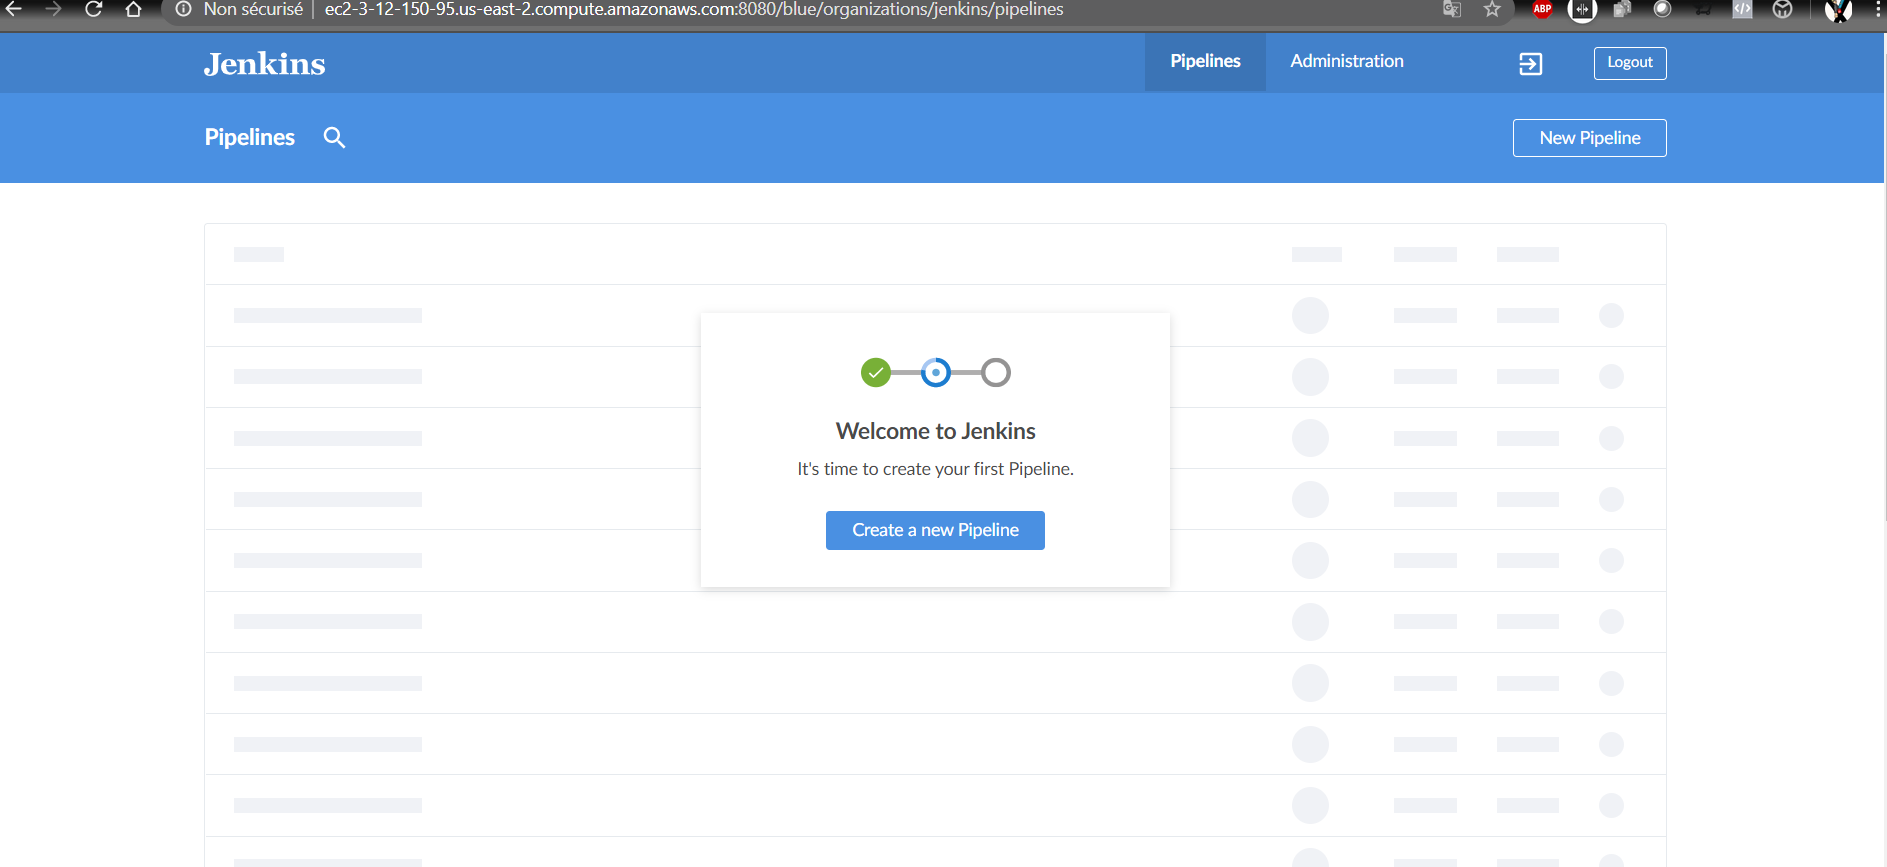 Non sécurisé | ec2-3-12-150-95.us-east-2.compute.amazonaws.com:8080/blue/organizations/jenkins/pipelines
ABP
Jenkins
Pipelines
Administration
Logout
Pipelines
New Pipeline
Welcome to Jenkins
It's time to create your first Pipeline.
Create a new Pipeline